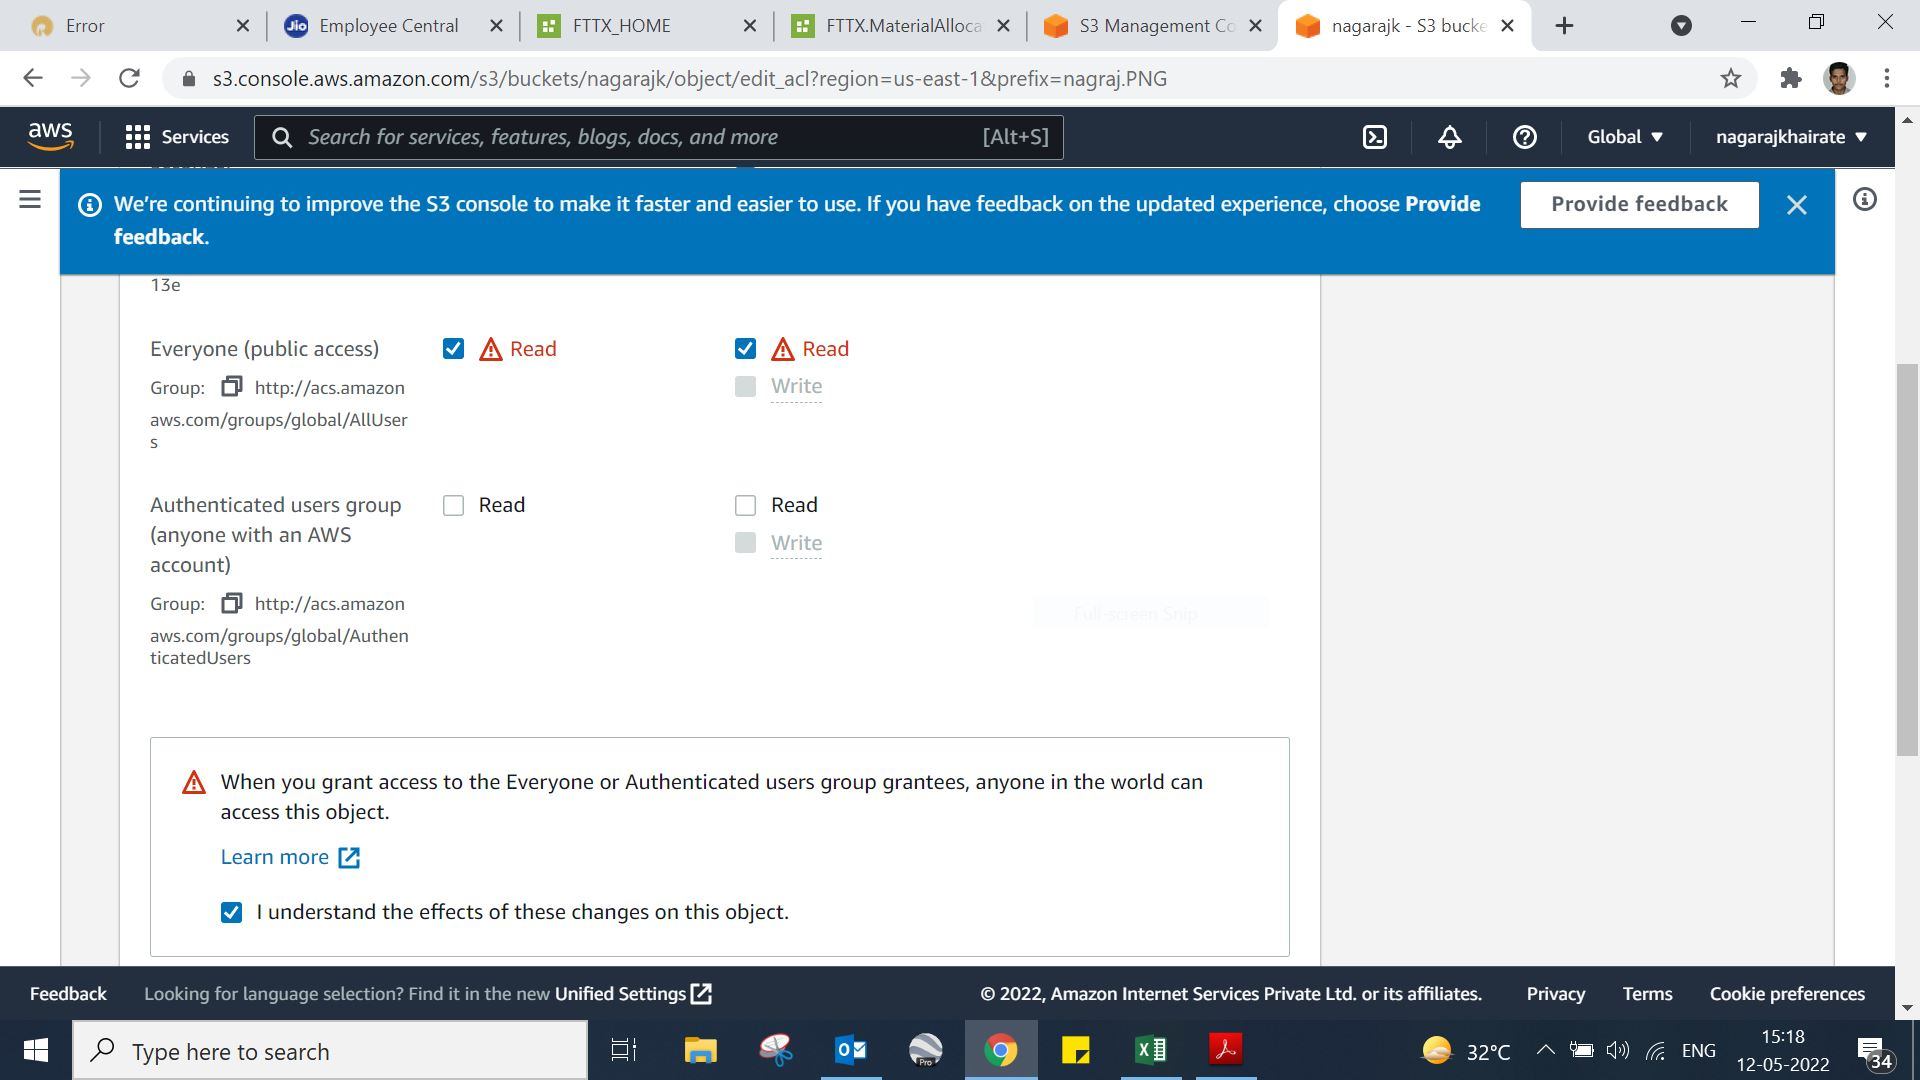 Error
Employee Central
FTTX_HOME
FTTX.MaterialAlloca
S3 Management Co
nagarajk - S3 bucke
s3.console.aws.amazon.com/s3/buckets/nagarajk/object/edit_acl?region=us-east-1&prefix=nagraj.PNG
aws
Services
Search for services, features, blogs, docs, and more
[Alt+S]
Global
nagarajkhairate
We're continuing to improve the S3 console to make it faster and easier to use. If you have feedback on the updated experience, choose Provide
feedback.
Provide feedback
13e
Everyone (public access)
Read
Read
Group: http://acs.amazon
Write
aws.com/groups/global/AllUser
s
Authenticated users group
Read
Read
(anyone with an AWS
Write
account)
Group: http://acs.amazon
Full-screen Snip
aws.com/groups/global/Authen
ticatedUsers
When you grant access to the Everyone or Authenticated users group grantees, anyone in the world can
access this object.
Learn more
I understand the effects of these changes on this object.
Feedback
Looking for language selection? Find it in the new Unified Settings
© 2022, Amazon Internet Services Private Ltd. or its affiliates.
Privacy
Terms
Cookie preferences
Type here to search
Pro
32°C
ENG
15:18
12-05-2022
34